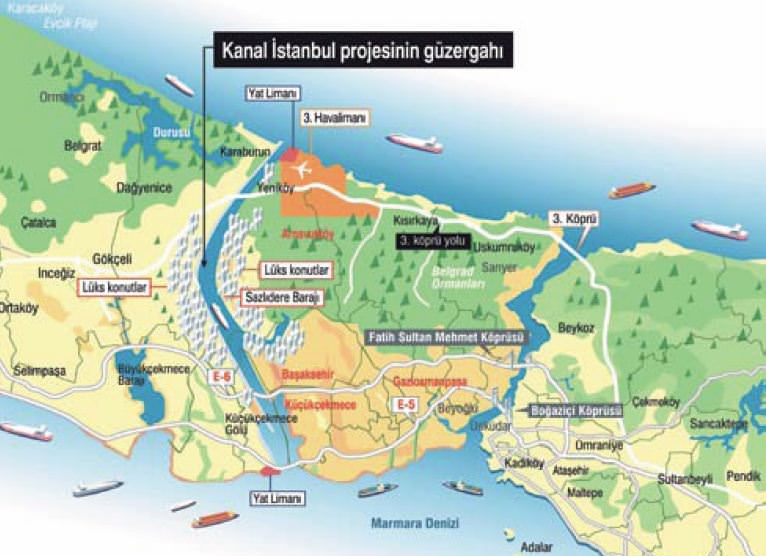 Karacaköy
Evcik Plajı
Kanal İstanbul projesinin güzergahı
Yat Limanı
Ormancı
3. Havalimanı
Durusu
Belgrat
Karaburun
Dağyenice
Yeniköy
Çatalca
Kısırkaya
3. Köprü
Arnavutköy
3. köprü yolu
Uskumruköy
Gökçeli
Sarıyer
İnceğiz
Lüks konutlar
Belgrad
Ormanları
Lüks konutlar
Sazlıdere Barajı
Ortaköy
Beykoz
Fatih Sultan Mehmet Köprüsü
Selimpaşa
Büyükçekmece
Barajı
E-6
Başakşehir
Gaziosmanpaşa
Küçükçekmece
E-5
Beyoğlu
Boğaziçi Köprüsü
Çekmeköy
Küçükçekmece
Gölü
Üsküdar
Sancaktepe
Ümraniye
Kadıköy
Ataşehir
Sultanbeyli
Pendik
Maltepe
Yat Limanı
Marmara Denizi
Adalar